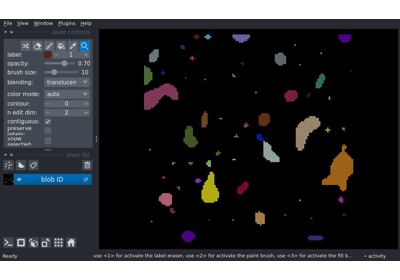 File View Window Plugins Help
layer controls
label: 1
opacity: 0.70
brush size: 10
blending: translucen
color mode: auto
contour: 0
n edit dim: 2
contiguous:
preserve
labels:
show
selected:
layer list
blob ID
Ready use <1> for activate the label eraser, use <2> for activate the paint brush, use <3> for activate the fill b... activity